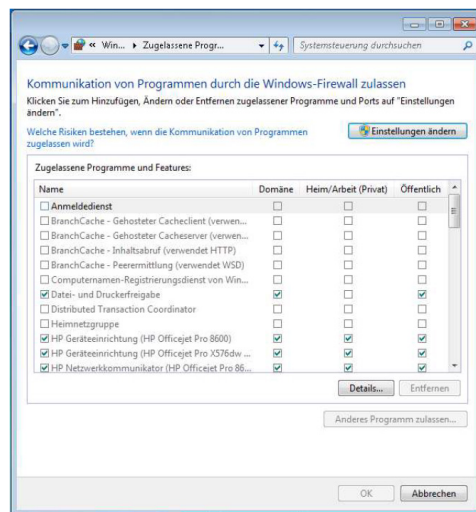 « Win... ▸ Zugelassene Progr...
Systemsteuerung durchsuchen
Kommunikation von Programmen durch die Windows-Firewall zulassen
Klicken Sie zum Hinzufügen, Ändern oder Entfernen zugelassener Programme und Ports auf "Einstellungen
ändern".
Welche Risiken bestehen, wenn die Kommunikation von Programmen
zugelassen wird?
Einstellungen ändern
Zugelassene Programme und Features:
Name Domäne Heim/Arbeit (Privat) Öffentlich
Anmeldedienst
BranchCache - Gehosteter Cacheclient (verwen...
BranchCache - Gehosteter Cacheserver (verwen...
BranchCache - Inhaltsabruf (verwendet HTTP)
BranchCache - Peerermittlung (verwendet WSD)
Computernamen-Registrierungsdienst von Win...
Datei- und Druckerfreigabe
Distributed Transaction Coordinator
Heimnetzgruppe
HP Geräteeinrichtung (HP Officejet Pro 8600)
HP Geräteeinrichtung (HP Officejet Pro X576dw ...
HP Netzwerkkommunikator (HP Officejet Pro 86...
Details... Entfernen
Anderes Programm zulassen...
OK Abbrechen